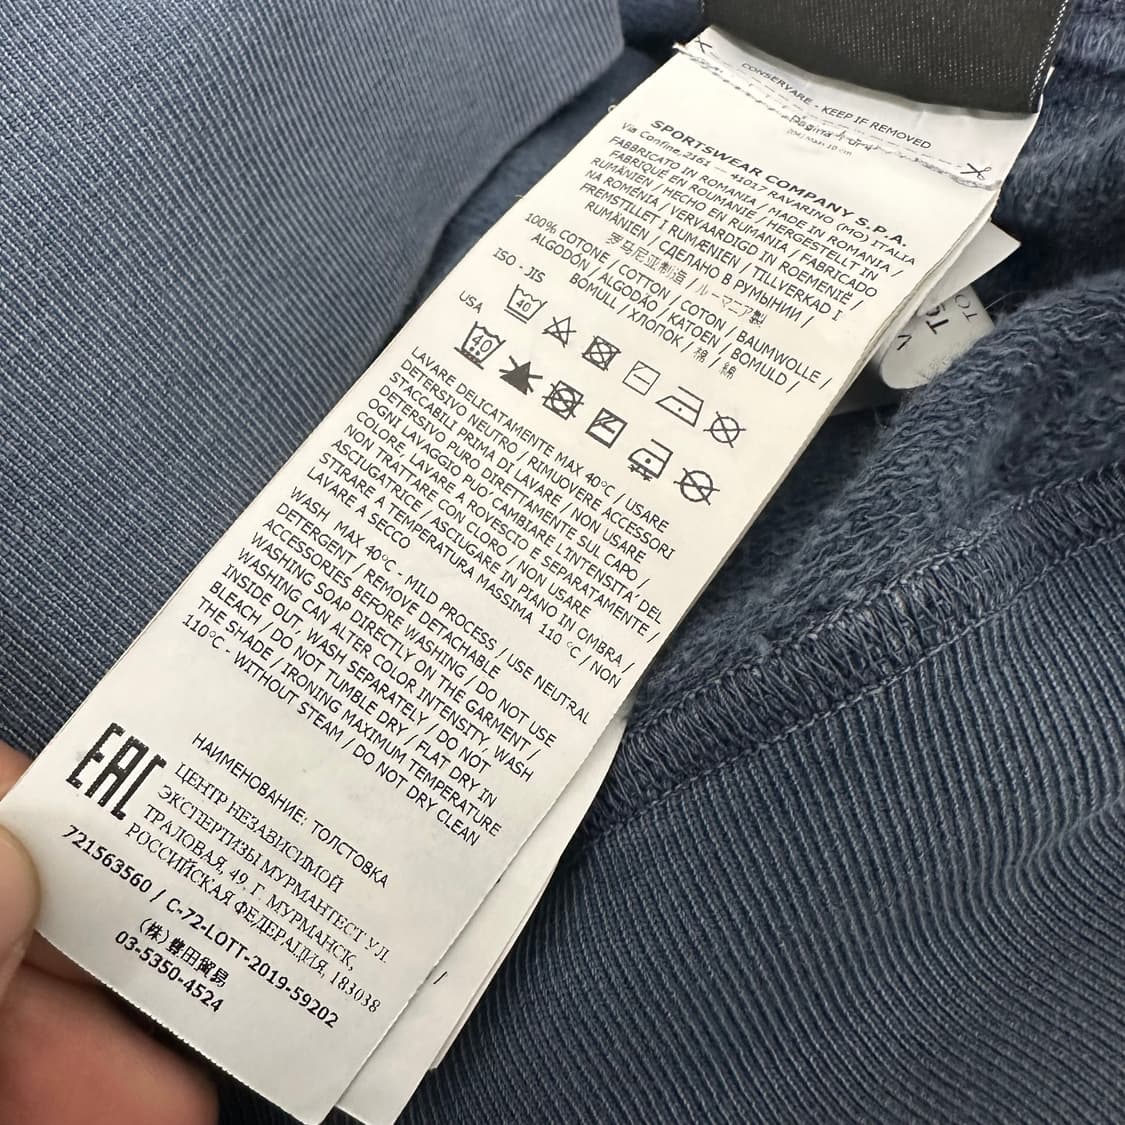 CONSERVARE - KEEP IF REMOVED
Pagina 1 di
SPORTSWEAR COMPANY S.P.A.
Via Confine,2161 — 41017 RAVARINO (MO) ITALIA
FABBRICATO IN ROMANIA / MADE IN ROMANIA /
FABRIQUÉ EN ROUMANIE / HERGESTELLT IN
RUMÄNIEN / HECHO EN RUMANIA / FABRICADO
NA ROMÉNIA / VERVAARDIGD IN ROEMENIË /
FREMSTILLET I RUMÆNIEN / TILLVERKAD I
RUMÄNIEN / СДЕЛАНО В РУМЫНИИ /
罗马尼亚制造 / ルーマニア製
100% COTONE / COTTON / COTON / BAUMWOLLE /
ALGODÓN / ALGODÃO / KATOEN / BOMULD /
BOMULL / ХЛОПОК / 棉 / 綿
ISO - JIS
40
USA
40
LAVARE DELICATAMENTE MAX 40°C / USARE
DETERSIVO NEUTRO / RIMUOVERE ACCESSORI
STACCABILI PRIMA DI LAVARE / NON USARE
DETERSIVO PURO DIRETTAMENTE SUL CAPO /
OGNI LAVAGGIO PUO' CAMBIARE L'INTENSITA' DEL
COLORE, LAVARE A ROVESCIO E SEPARATAMENTE /
NON TRATTARE CON CLORO / NON USARE
ASCIUGATRICE / ASCIUGARE IN PIANO IN OMBRA /
STIRARE A TEMPERATURA MASSIMA 110 °C / NON
LAVARE A SECCO
WASH MAX 40°C - MILD PROCESS / USE NEUTRAL
DETERGENT / REMOVE DETACHABLE
ACCESSORIES BEFORE WASHING / DO NOT USE
WASHING SOAP DIRECTLY ON THE GARMENT /
WASHING CAN ALTER COLOR INTENSITY, WASH
INSIDE OUT, WASH SEPARATELY / DO NOT
BLEACH / DO NOT TUMBLE DRY / FLAT DRY IN
THE SHADE / IRONING MAXIMUM TEMPERATURE
110°C - WITHOUT STEAM / DO NOT DRY CLEAN
EAC
НАИМЕНОВАНИЕ: ТОЛСТОВКА
ЦЕНТР НЕЗАВИСИМОЙ
ЭКСПЕРТИЗЫ МУРМАНТЕСТ УЛ.
ТРАЛОВАЯ, 49, Г. МУРМАНСК,
РОССИЙСКАЯ ФЕДЕРАЦИЯ, 183038
721563560 / C-72-LOTT-2019-59202
(株) 豊田貿易
03-5350-4524
/